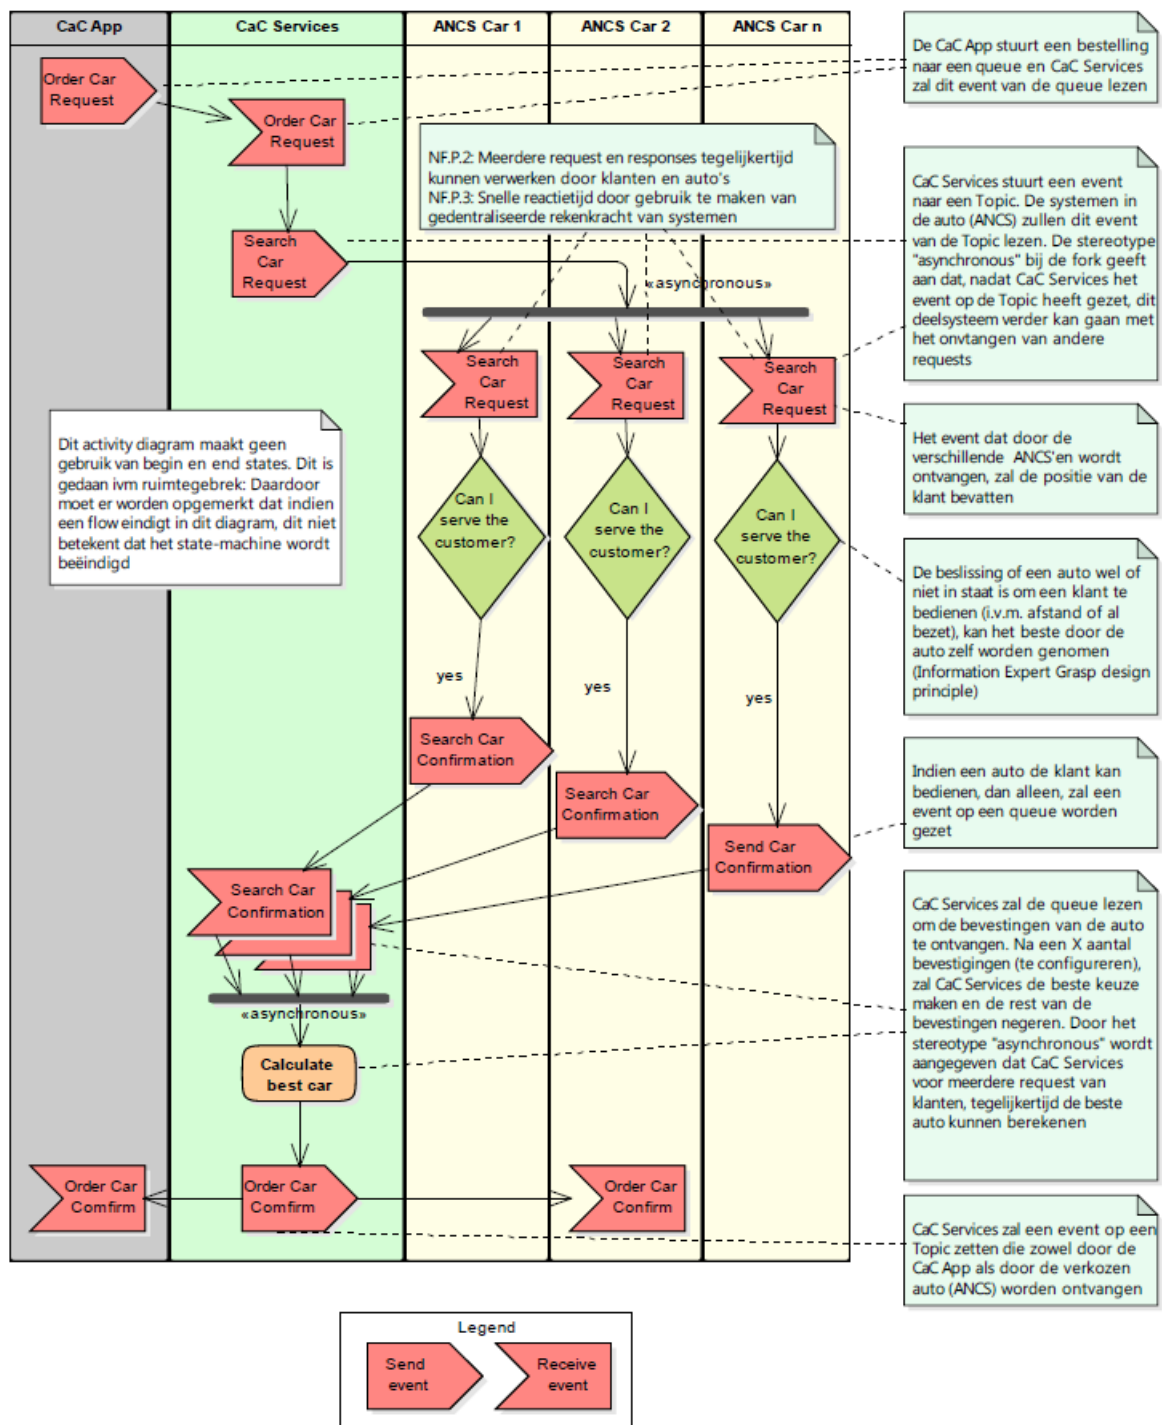 CaC App
CaC Services
ANCS Car 1
ANCS Car 2
ANCS Car n
Order Car
Request
Order Car
Request
De CaC App stuurt een bestelling
naar een queue en CaC Services
zal dit event van de queue lezen
NF.P.2: Meerdere request en responses tegelijkertijd
kunnen verwerken door klanten en auto's
NF.P.3: Snelle reactietijd door gebruik te maken van
gedentraliseerde rekenkracht van systemen
Search
Car
Request
CaC Services stuurt een event
naar een Topic. De systemen in
de auto (ANCS) zullen dit event
van de Topic lezen. De stereotype
"asynchronous" bij de fork geeft
aan dat, nadat CaC Services het
event op de Topic heeft gezet, dit
deelsysteem verder kan gaan met
het onvtangen van andere
requests
«asynchronous»
Search
Car
Request
Search
Car
Request
Search
Car
Request
Dit activity diagram maakt geen
gebruik van begin en end states. Dit is
gedaan ivm ruimtegebrek: Daardoor
moet er worden opgemerkt dat indien
een flow eindigt in dit diagram, dit niet
betekent dat het state-machine wordt
beëindigd
Het event dat door de
verschillende ANCS'en wordt
ontvangen, zal de positie van de
klant bevatten
Can I
serve the
customer?
Can I
serve the
customer?
Can I
serve the
customer?
De beslissing of een auto wel of
niet in staat is om een klant te
bedienen (i.v.m. afstand of al
bezet), kan het beste door de
auto zelf worden genomen
(Information Expert Grasp design
principle)
yes
yes
yes
Search Car
Confirmation
Search Car
Confirmation
Send Car
Confirmation
Indien een auto de klant kan
bedienen, dan alleen, zal een
event op een queue worden
gezet
Search Car
Confirmation
«asynchronous»
CaC Services zal de queue lezen
om de bevestingen van de auto
te ontvangen. Na een X aantal
bevestigingen (te configureren),
zal CaC Services de beste keuze
maken en de rest van de
bevestingen negeren. Door het
stereotype "asynchronous" wordt
aangegeven dat CaC Services
voor meerdere request van
klanten, tegelijkertijd de beste
auto kunnen berekenen
Calculate
best car
Order Car
Comfirm
Order Car
Comfirm
Order Car
Confirm
CaC Services zal een event op een
Topic zetten die zowel door de
CaC App als door de verkozen
auto (ANCS) worden ontvangen
Legend
Send
event
Receive
event